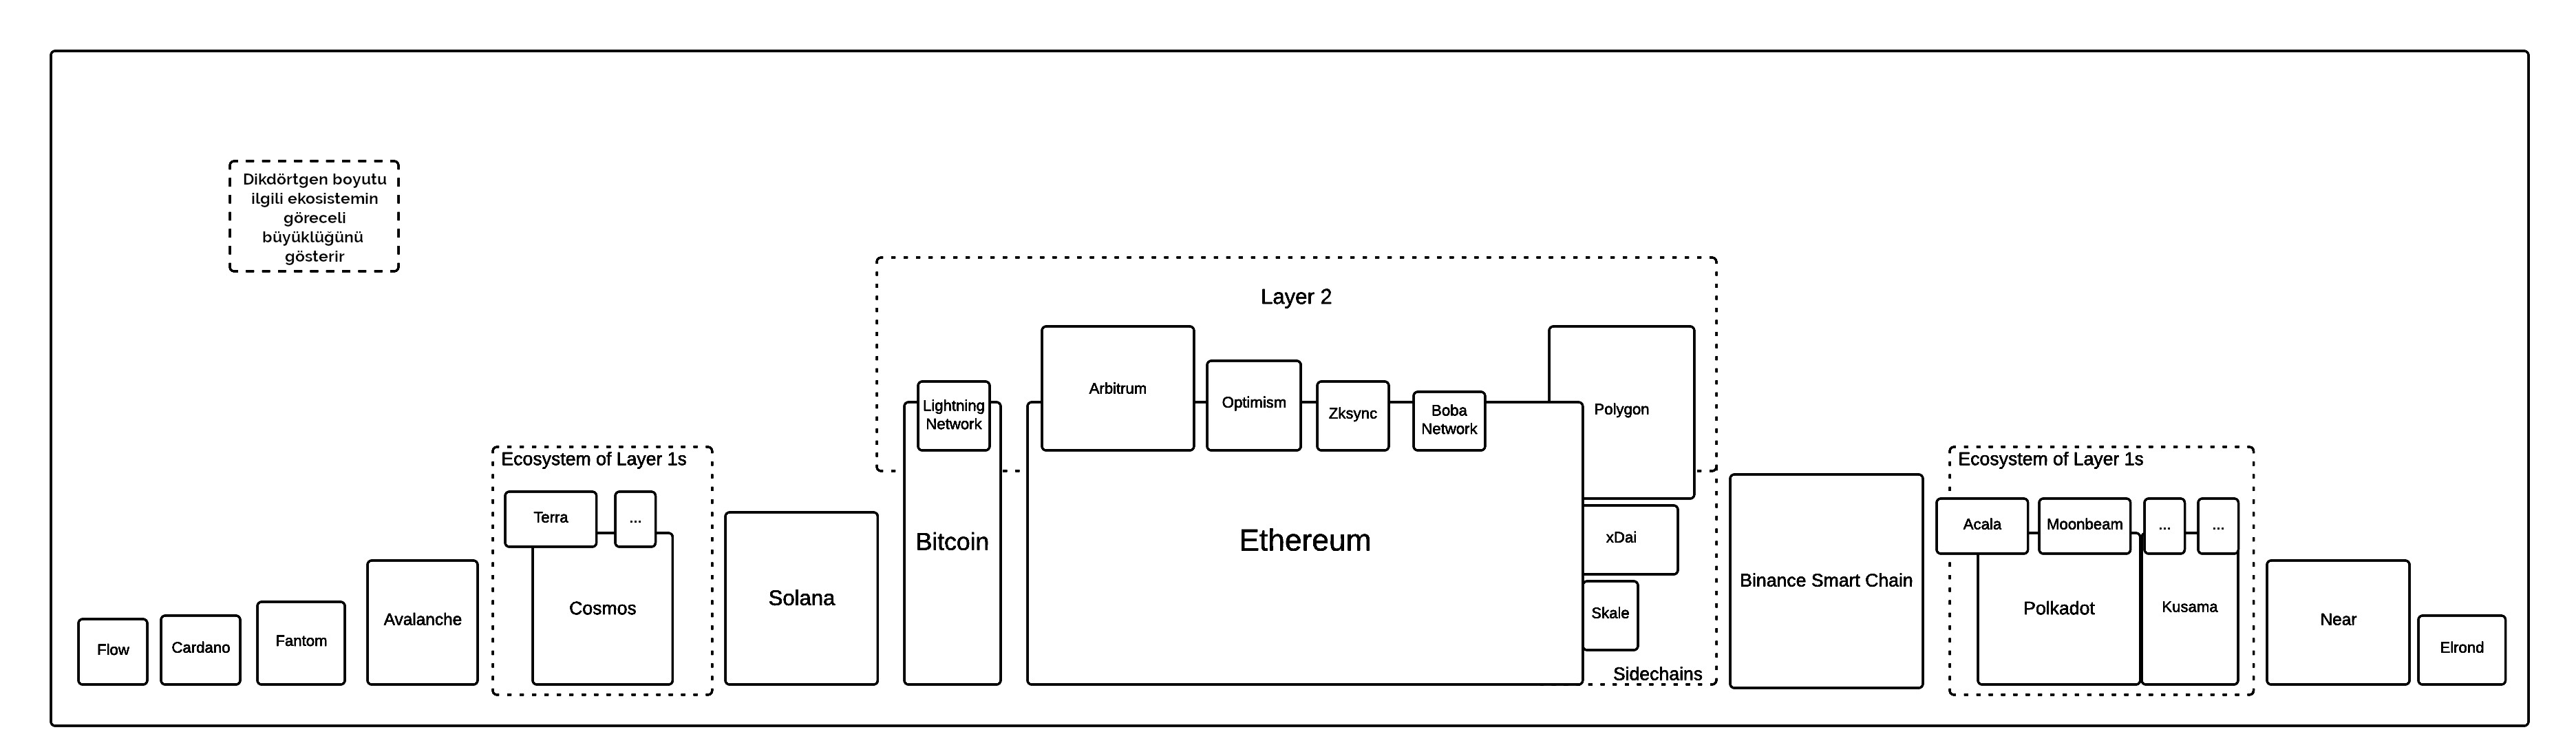 Dikdörtgen boyutu
ilgili ekosistemin
göreceli
büyüklüğünü
gösterir
Layer 2
Lightning
Network
Arbitrum
Optimism
Zksync
Boba
Network
Polygon
Ecosystem of Layer 1s
Terra
...
Cosmos
Flow
Cardano
Fantom
Avalanche
Solana
Bitcoin
Ethereum
xDai
Skale
Sidechains
Binance Smart Chain
Ecosystem of Layer 1s
Acala
Moonbeam
...
...
Polkadot
Kusama
Near
Elrond